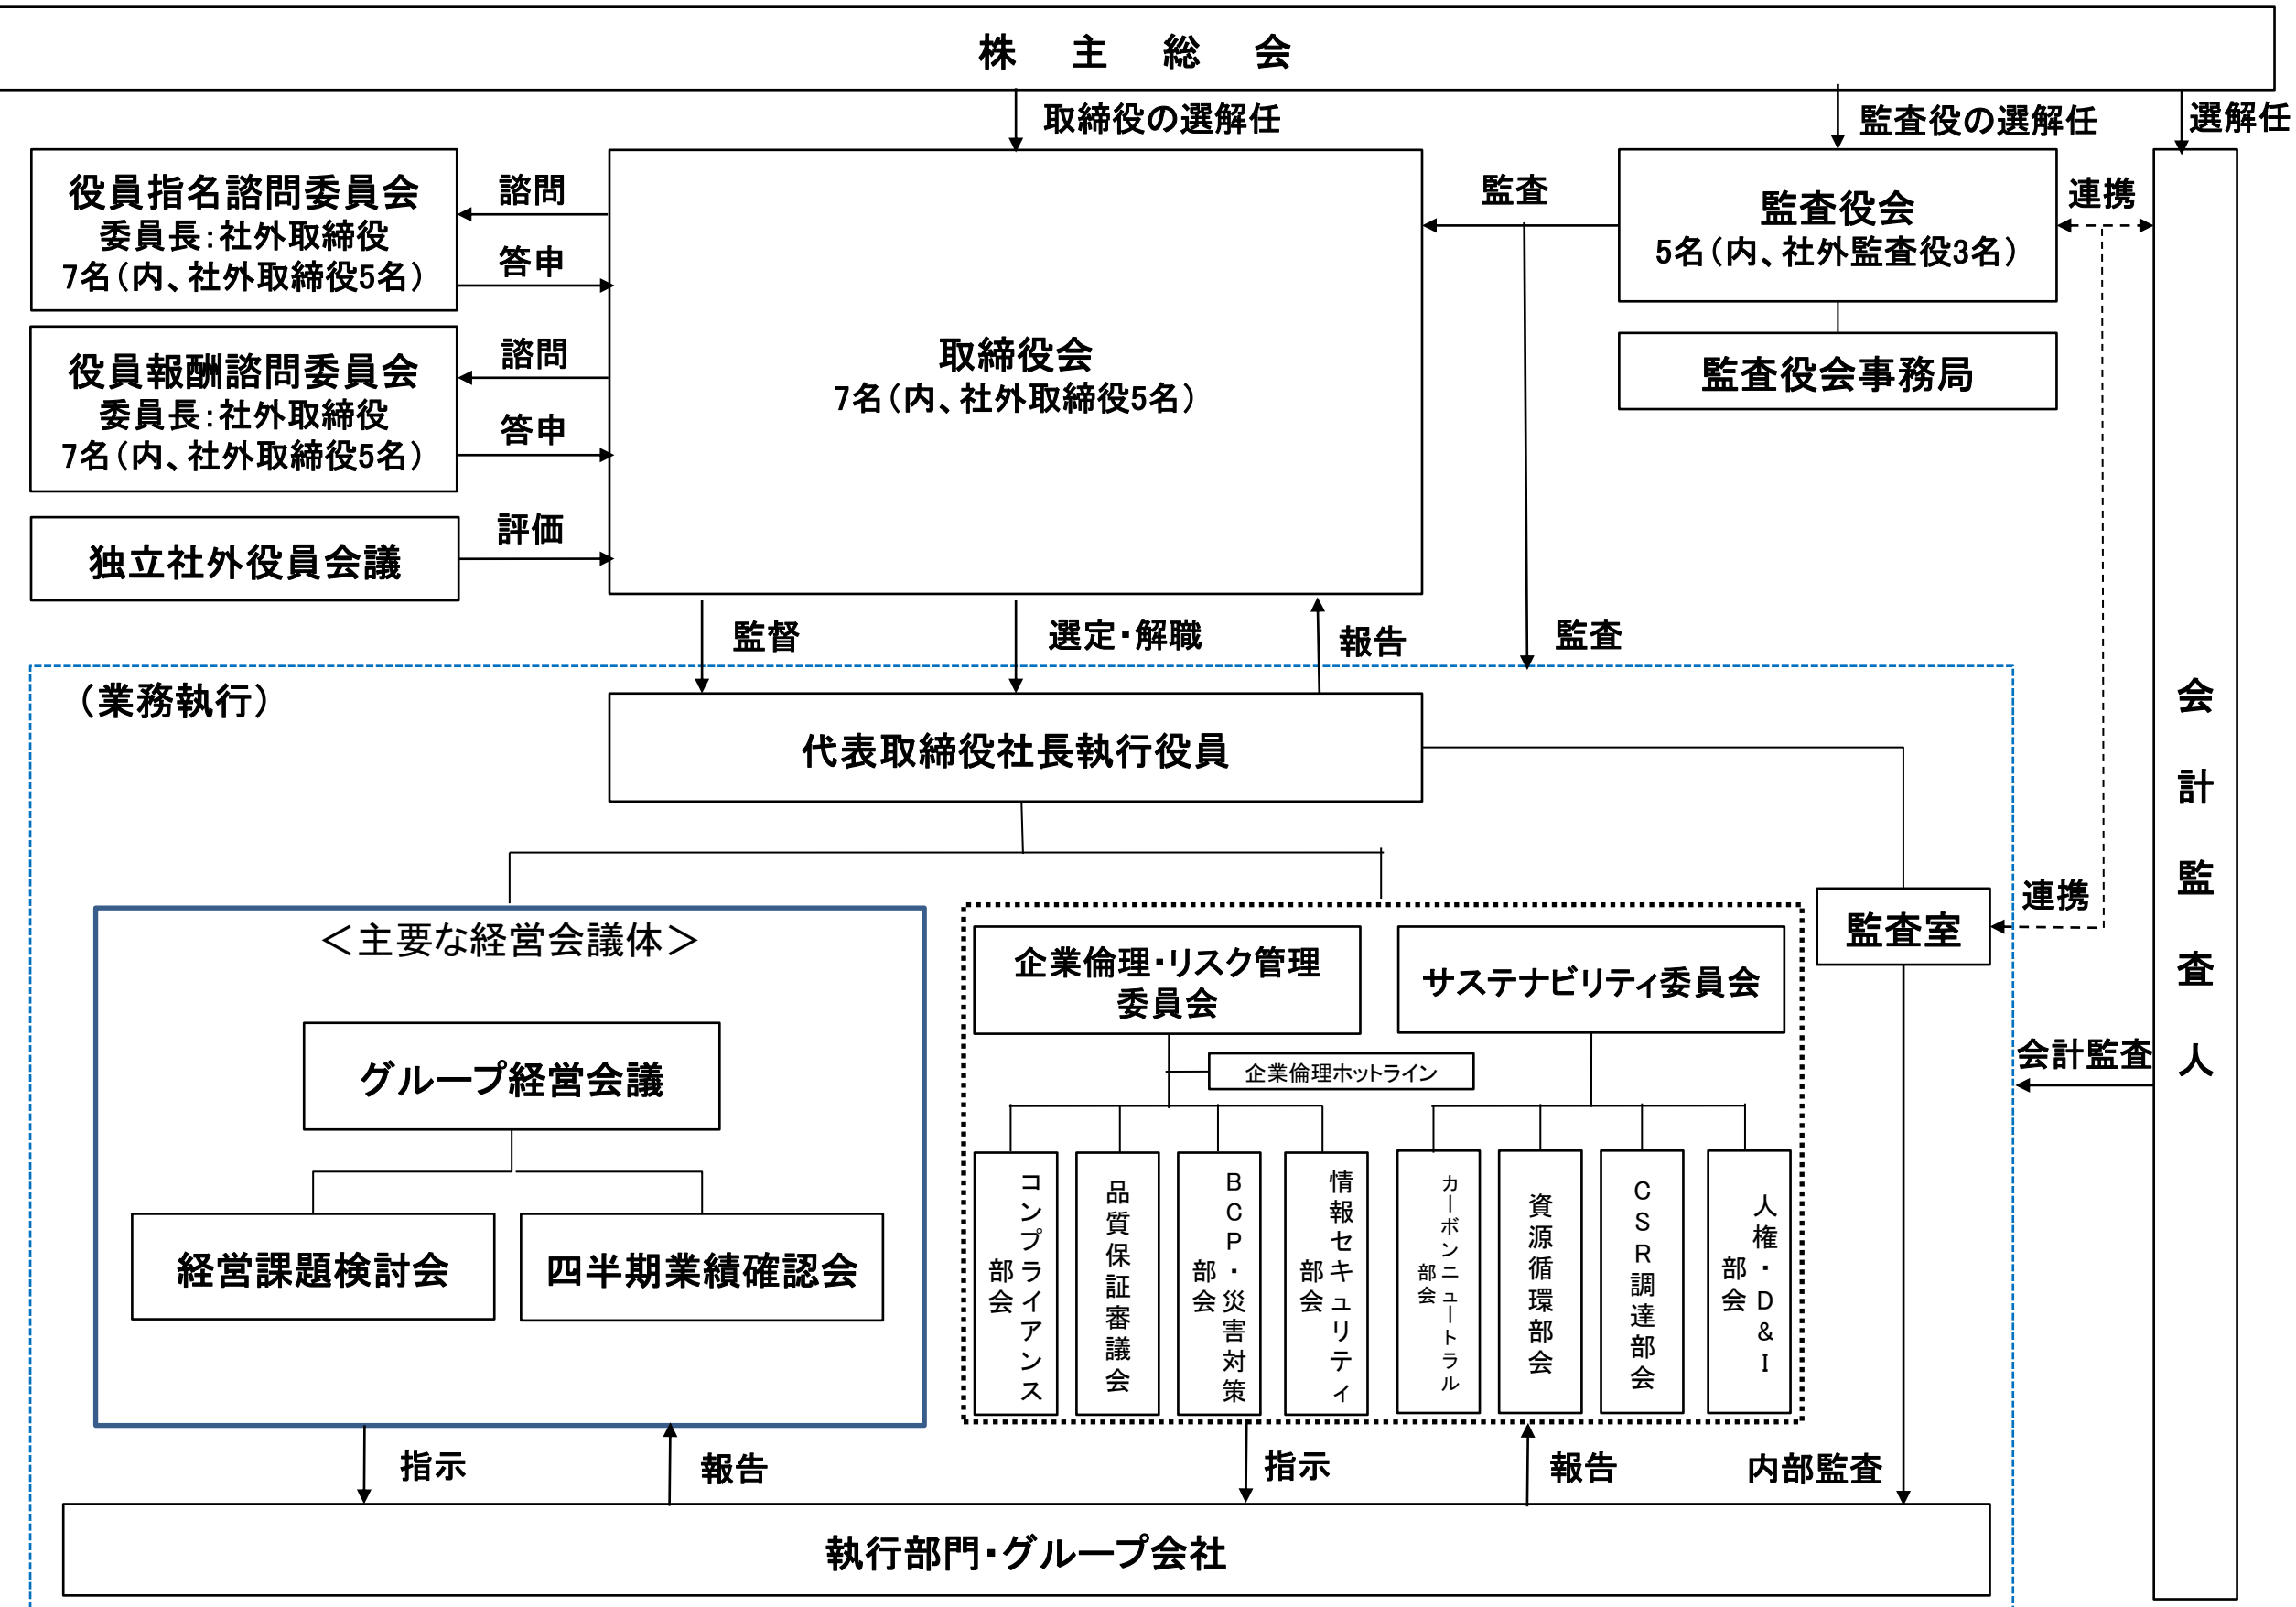 株主総会
取締役の選解任
監査役の選解任
選解任
役員指名諮問委員会
委員長：社外取締役
7名（内、社外取締役5名）
諮問
答申
役員報酬諮問委員会
委員長：社外取締役
7名（内、社外取締役5名）
諮問
答申
独立社外役員会議
評価
取締役会
7名（内、社外取締役5名）
監査
監査役会
5名（内、社外監査役3名）
連携
監査役会事務局
会計監査人
監督
選定・解職
報告
監査
（業務執行）
代表取締役社長執行役員
＜主要な経営会議体＞
グループ経営会議
経営課題検討会
四半期業績確認会
企業倫理・リスク管理
委員会
サステナビリティ委員会
企業倫理ホットライン
コンプライアンス
部会
品質保証審議会
BCP・災害対策
部会
情報セキュリティ
部会
カーボンニュートラル
部会
資源循環部会
CSR調達部会
人権・D&I
部会
監査室
連携
会計監査
指示
報告
指示
報告
内部監査
執行部門・グループ会社